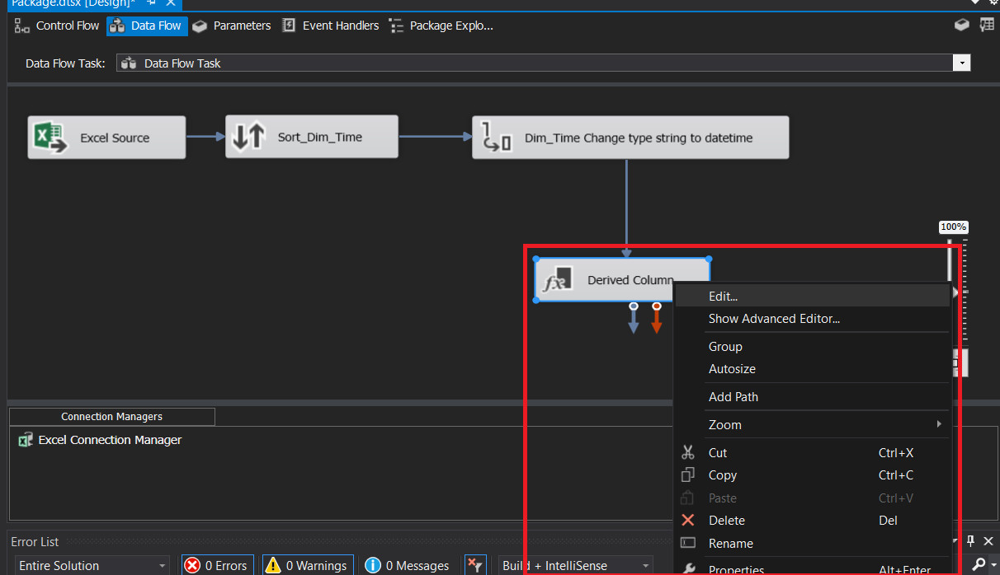 Package.dtsx [Design]*
Control Flow Data Flow Parameters Event Handlers Package Explo...
Data Flow Task: Data Flow Task
Excel Source
Sort_Dim_Time
Dim_Time Change type string to datetime
100%
Derived Column
Edit...
Show Advanced Editor...
Group
Autosize
Add Path
Zoom
Cut Ctrl+X
Copy Ctrl+C
Paste Ctrl+V
Delete Del
Rename
Properties Alt+Enter
Connection Managers
Excel Connection Manager
Error List
Entire Solution 0 Errors 0 Warnings 0 Messages Build + IntelliSense